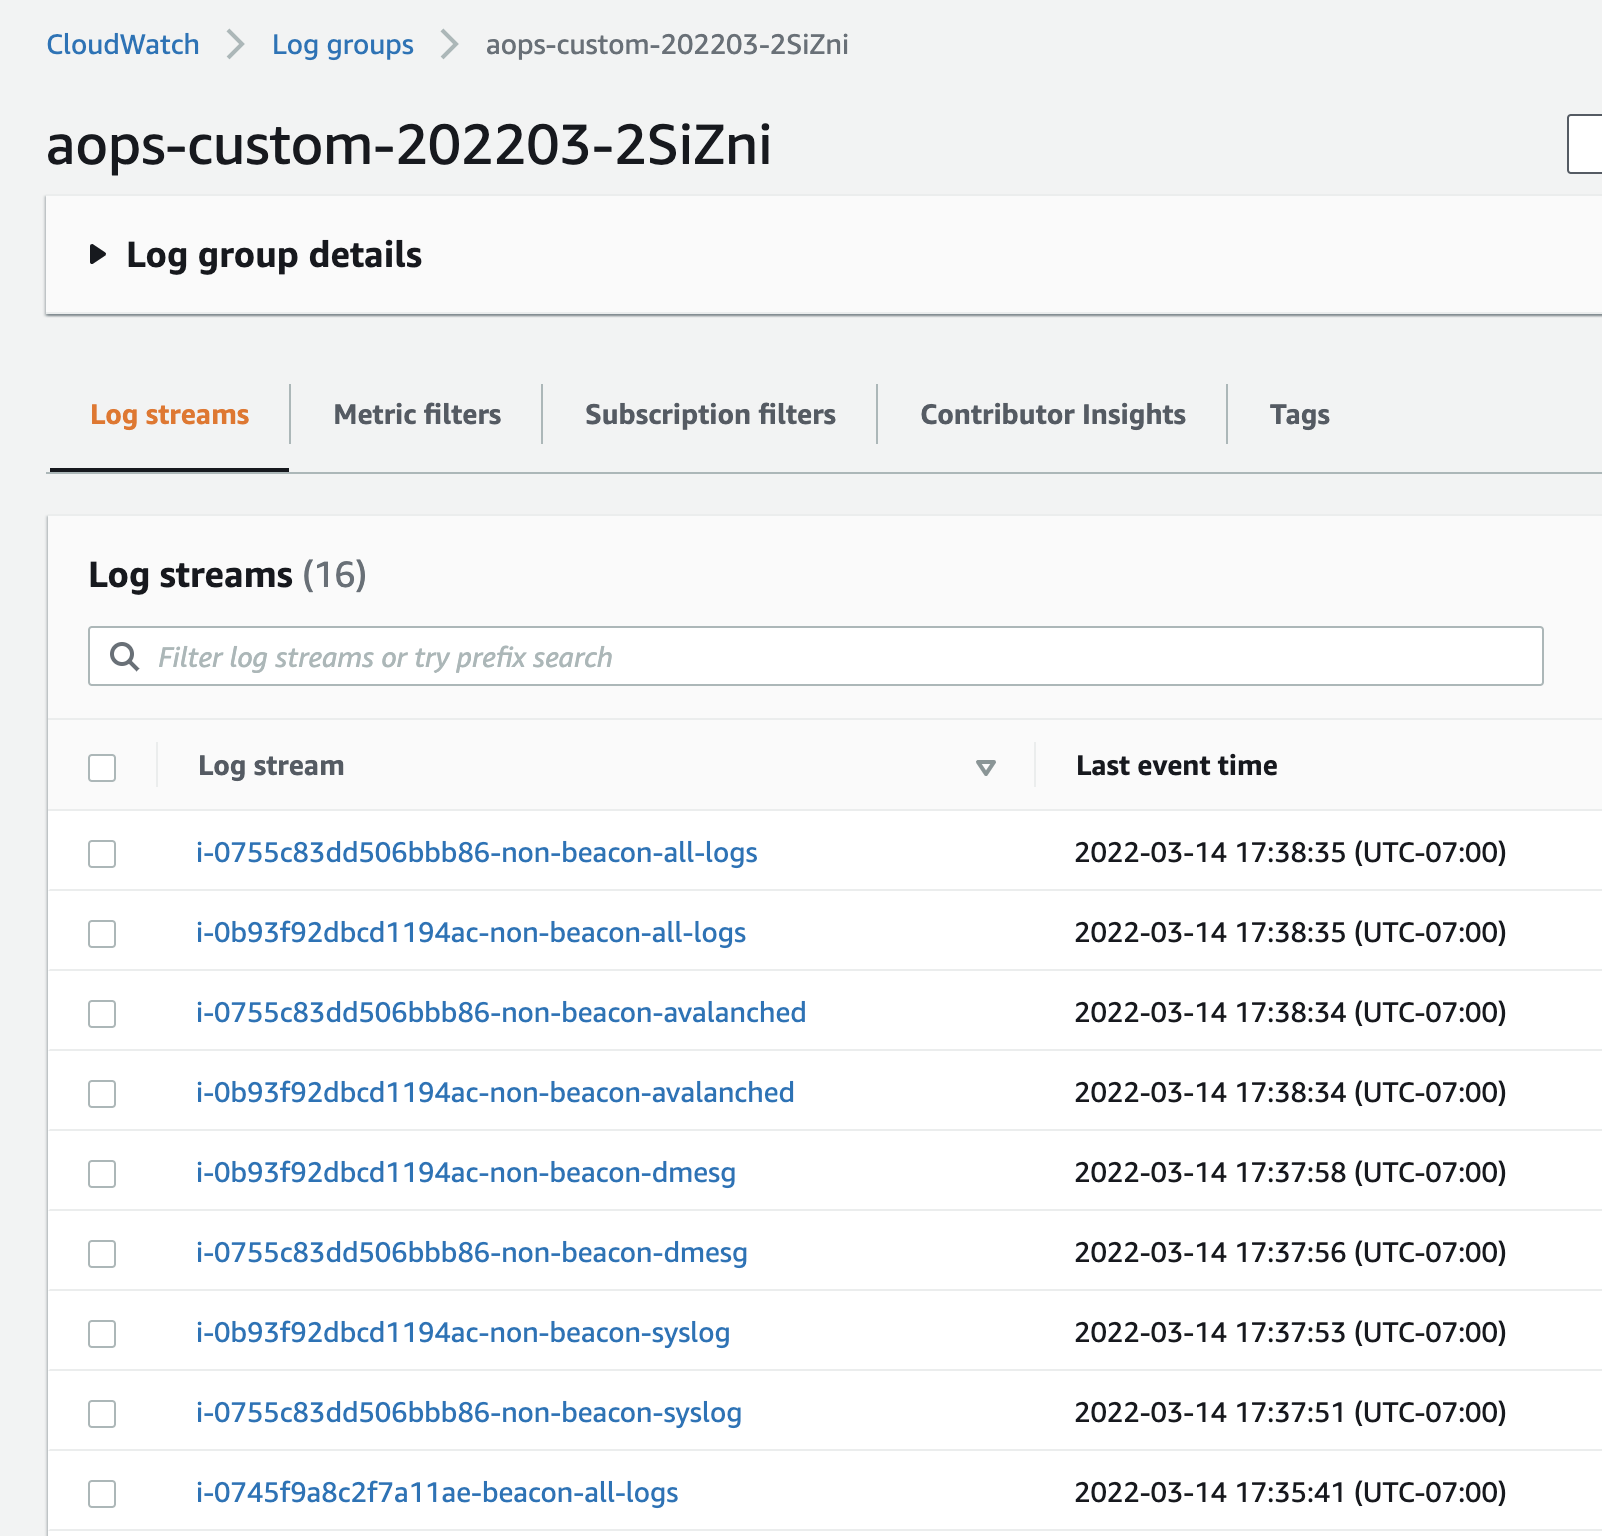 CloudWatch > Log groups > aops-custom-202203-2SiZni
aops-custom-202203-2SiZni
Log group details
Log streams Metric filters Subscription filters Contributor Insights Tags
Log streams (16)
Filter log streams or try prefix search
Log stream Last event time
i-0755c83dd506bbb86-non-beacon-all-logs 2022-03-14 17:38:35 (UTC-07:00)
i-0b93f92dbcd1194ac-non-beacon-all-logs 2022-03-14 17:38:35 (UTC-07:00)
i-0755c83dd506bbb86-non-beacon-avalanched 2022-03-14 17:38:34 (UTC-07:00)
i-0b93f92dbcd1194ac-non-beacon-avalanched 2022-03-14 17:38:34 (UTC-07:00)
i-0b93f92dbcd1194ac-non-beacon-dmesg 2022-03-14 17:37:58 (UTC-07:00)
i-0755c83dd506bbb86-non-beacon-dmesg 2022-03-14 17:37:56 (UTC-07:00)
i-0b93f92dbcd1194ac-non-beacon-syslog 2022-03-14 17:37:53 (UTC-07:00)
i-0755c83dd506bbb86-non-beacon-syslog 2022-03-14 17:37:51 (UTC-07:00)
i-0745f9a8c2f7a11ae-beacon-all-logs 2022-03-14 17:35:41 (UTC-07:00)